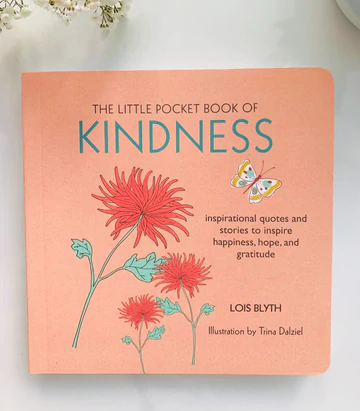 THE LITTLE POCKET BOOK OF
KINDNESS
inspirational quotes and
stories to inspire
happiness, hope, and
gratitude
LOIS BLYTH
Illustration by Trina Dalziel